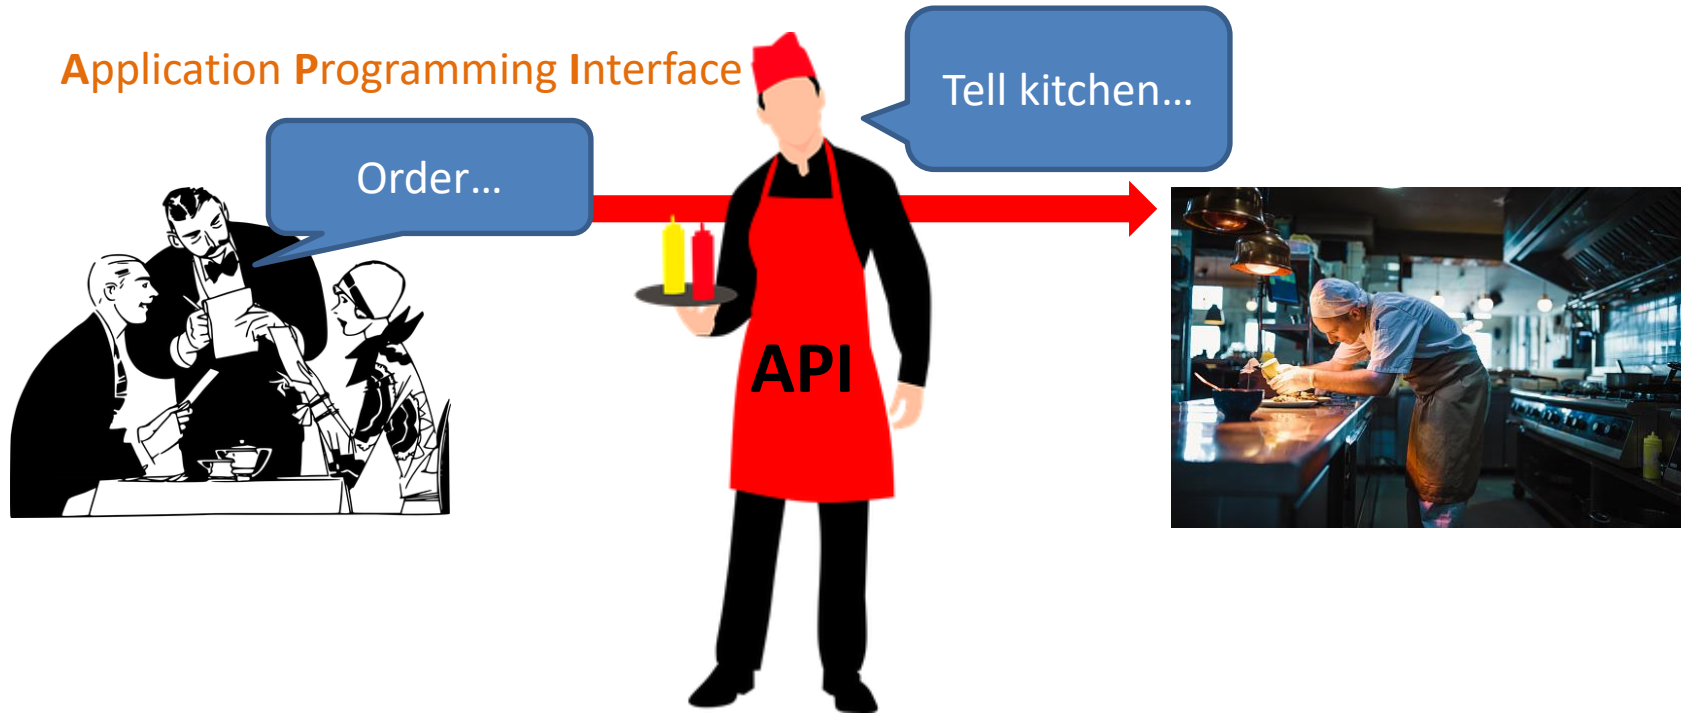 Application Programming Interface
Tell kitchen…
Order…
API